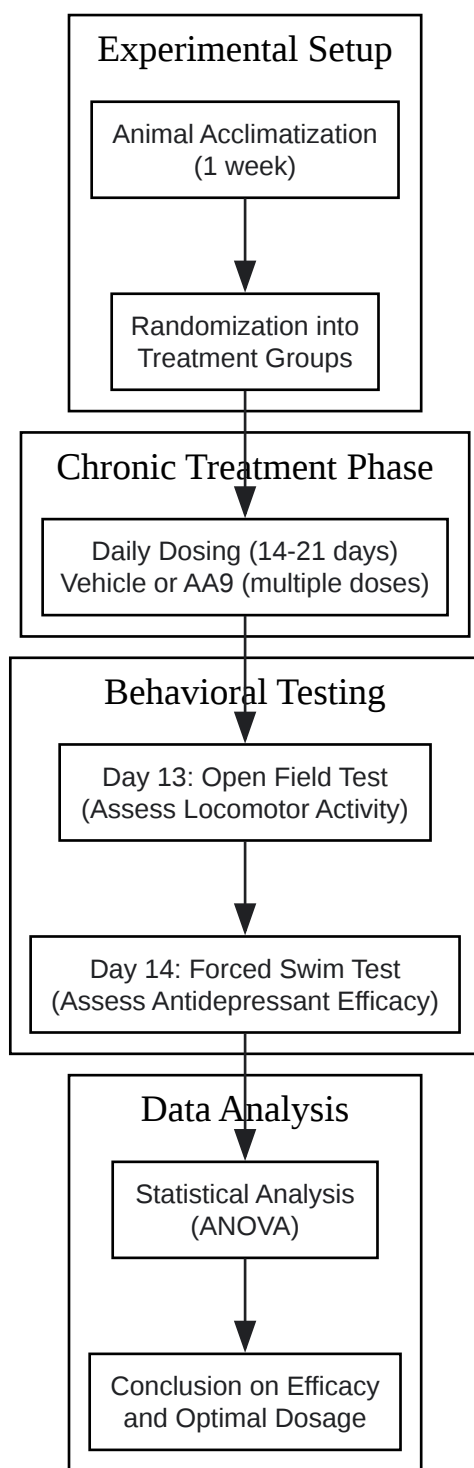 Experimental Setup
Animal Acclimatization
(1 week)
Randomization into
Treatment Groups
Chronic Treatment Phase
Daily Dosing (14-21 days)
Vehicle or AA9 (multiple doses)
Behavioral Testing
Day 13: Open Field Test
(Assess Locomotor Activity)
Day 14: Forced Swim Test
(Assess Antidepressant Efficacy)
Data Analysis
Statistical Analysis
(ANOVA)
Conclusion on Efficacy
and Optimal Dosage